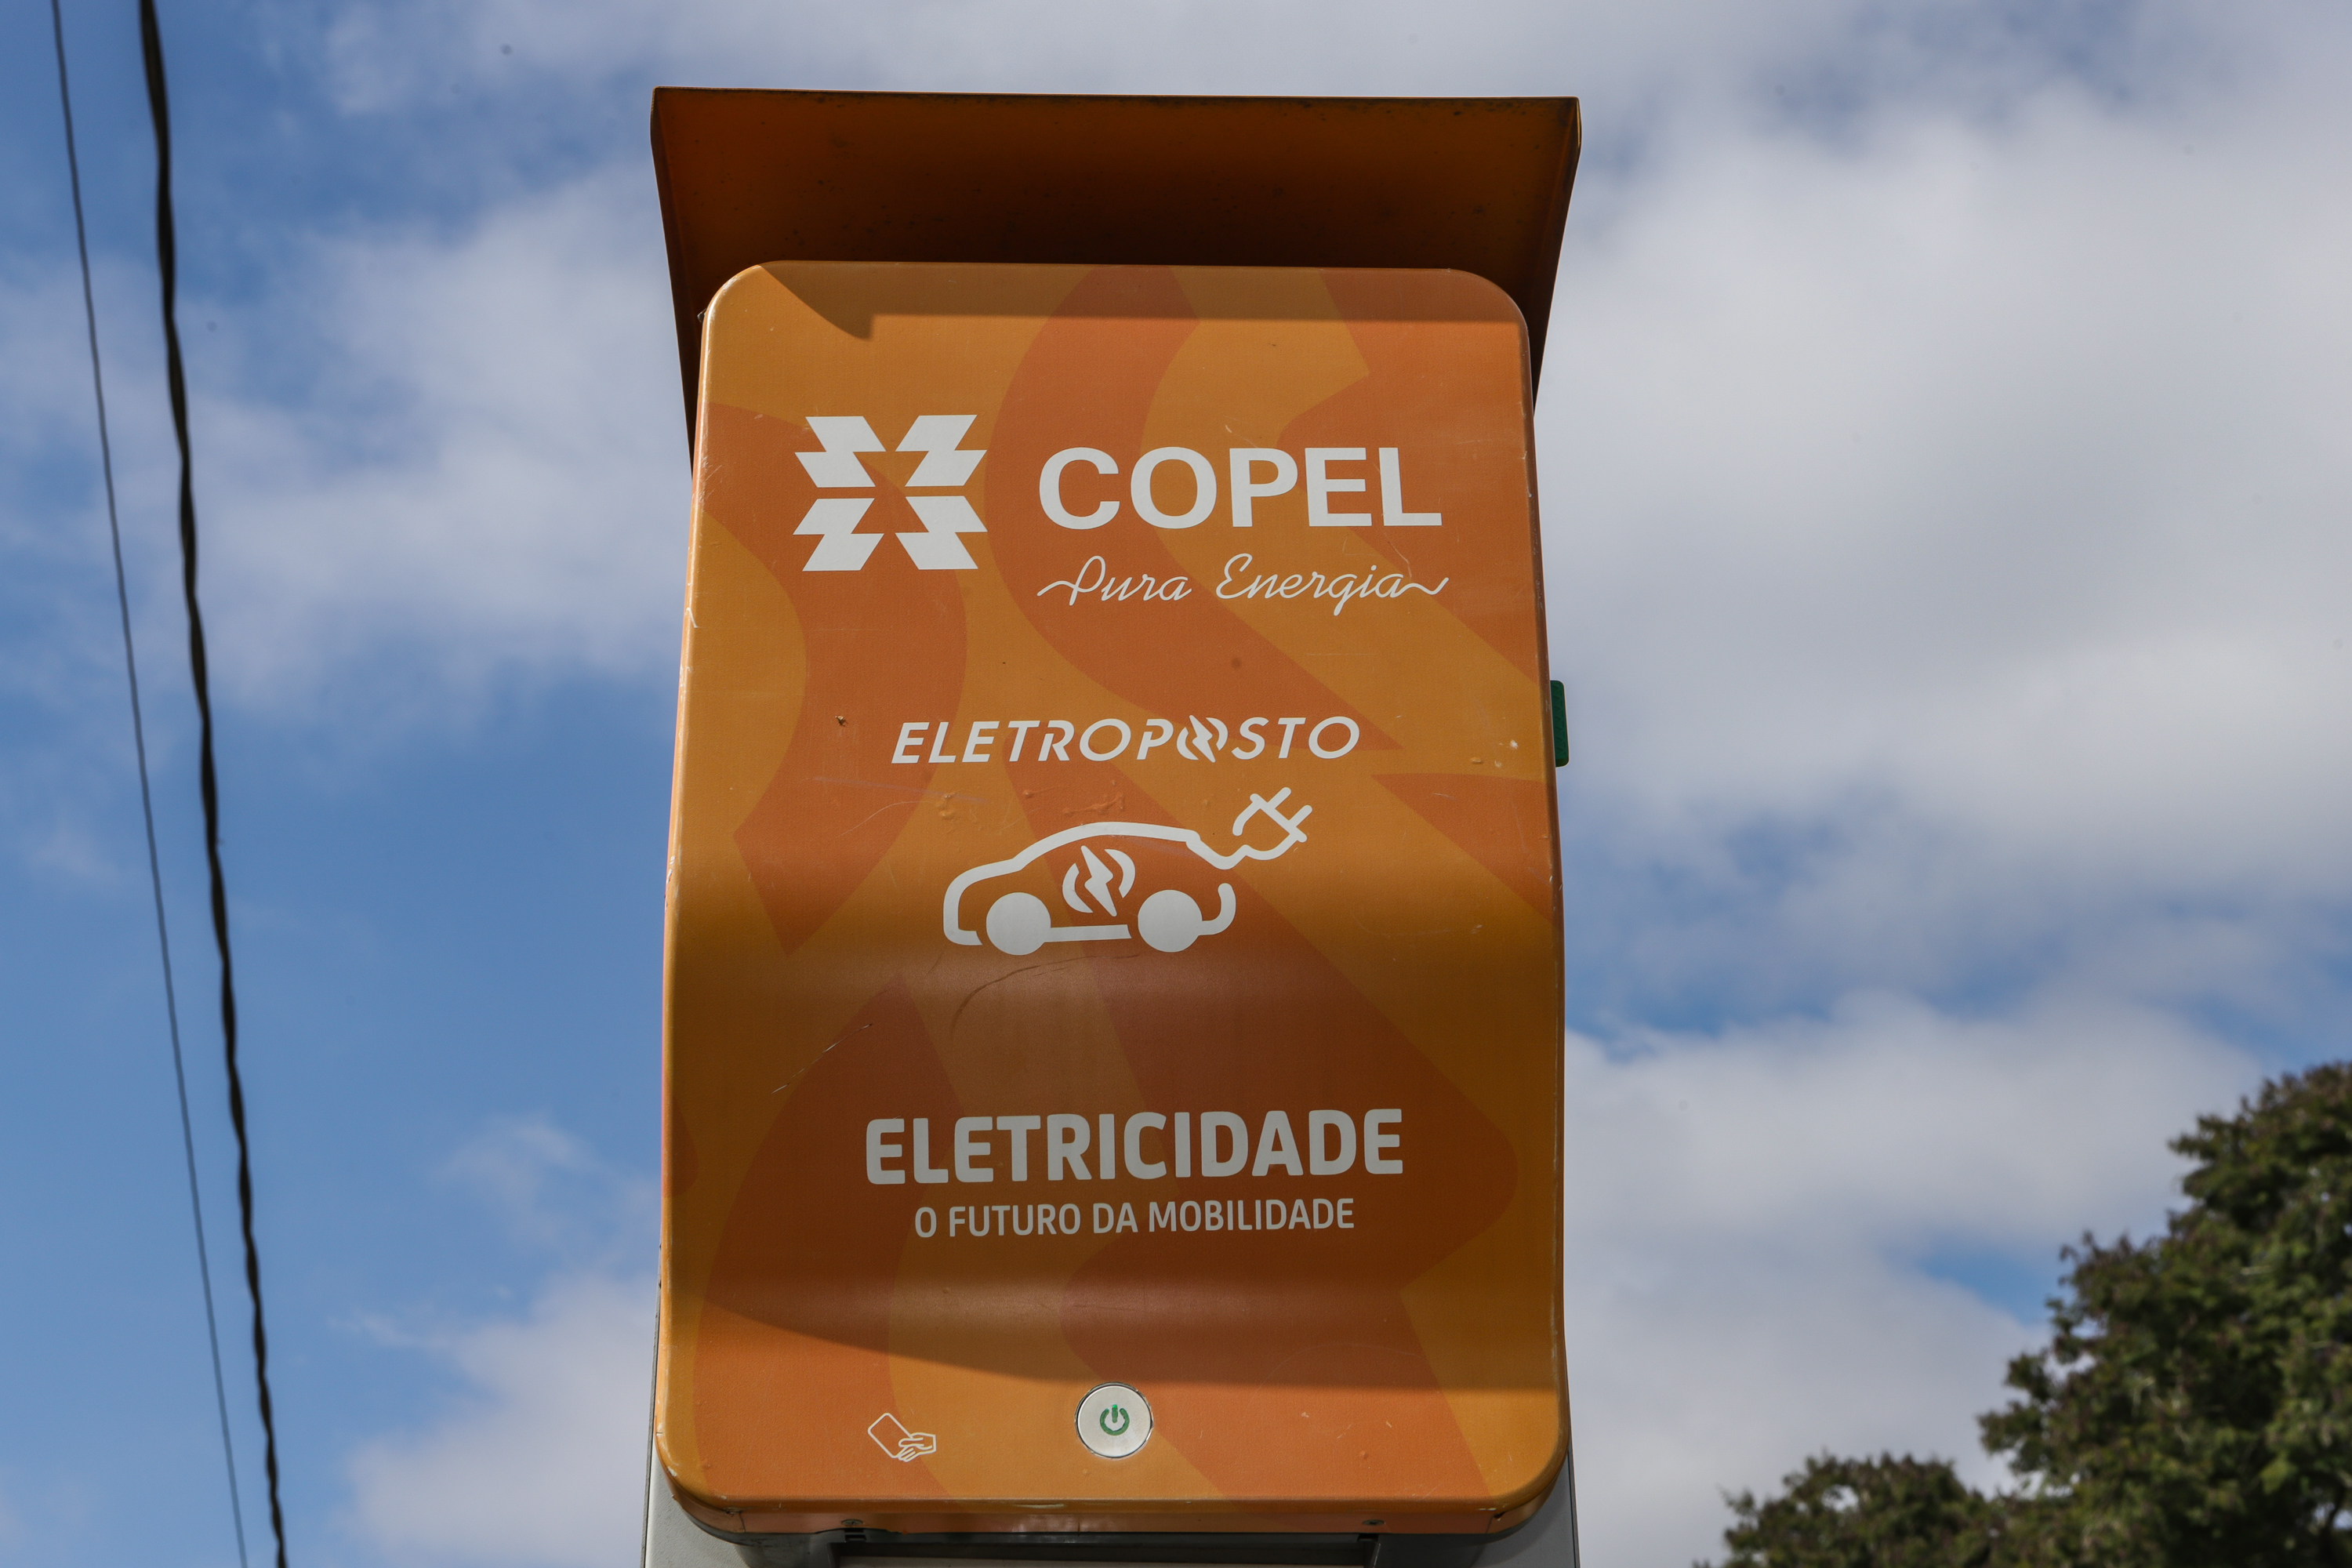 COPEL
Pura Energia
ELETROPOSTO
ELETRICIDADE
O FUTURO DA MOBILIDADE